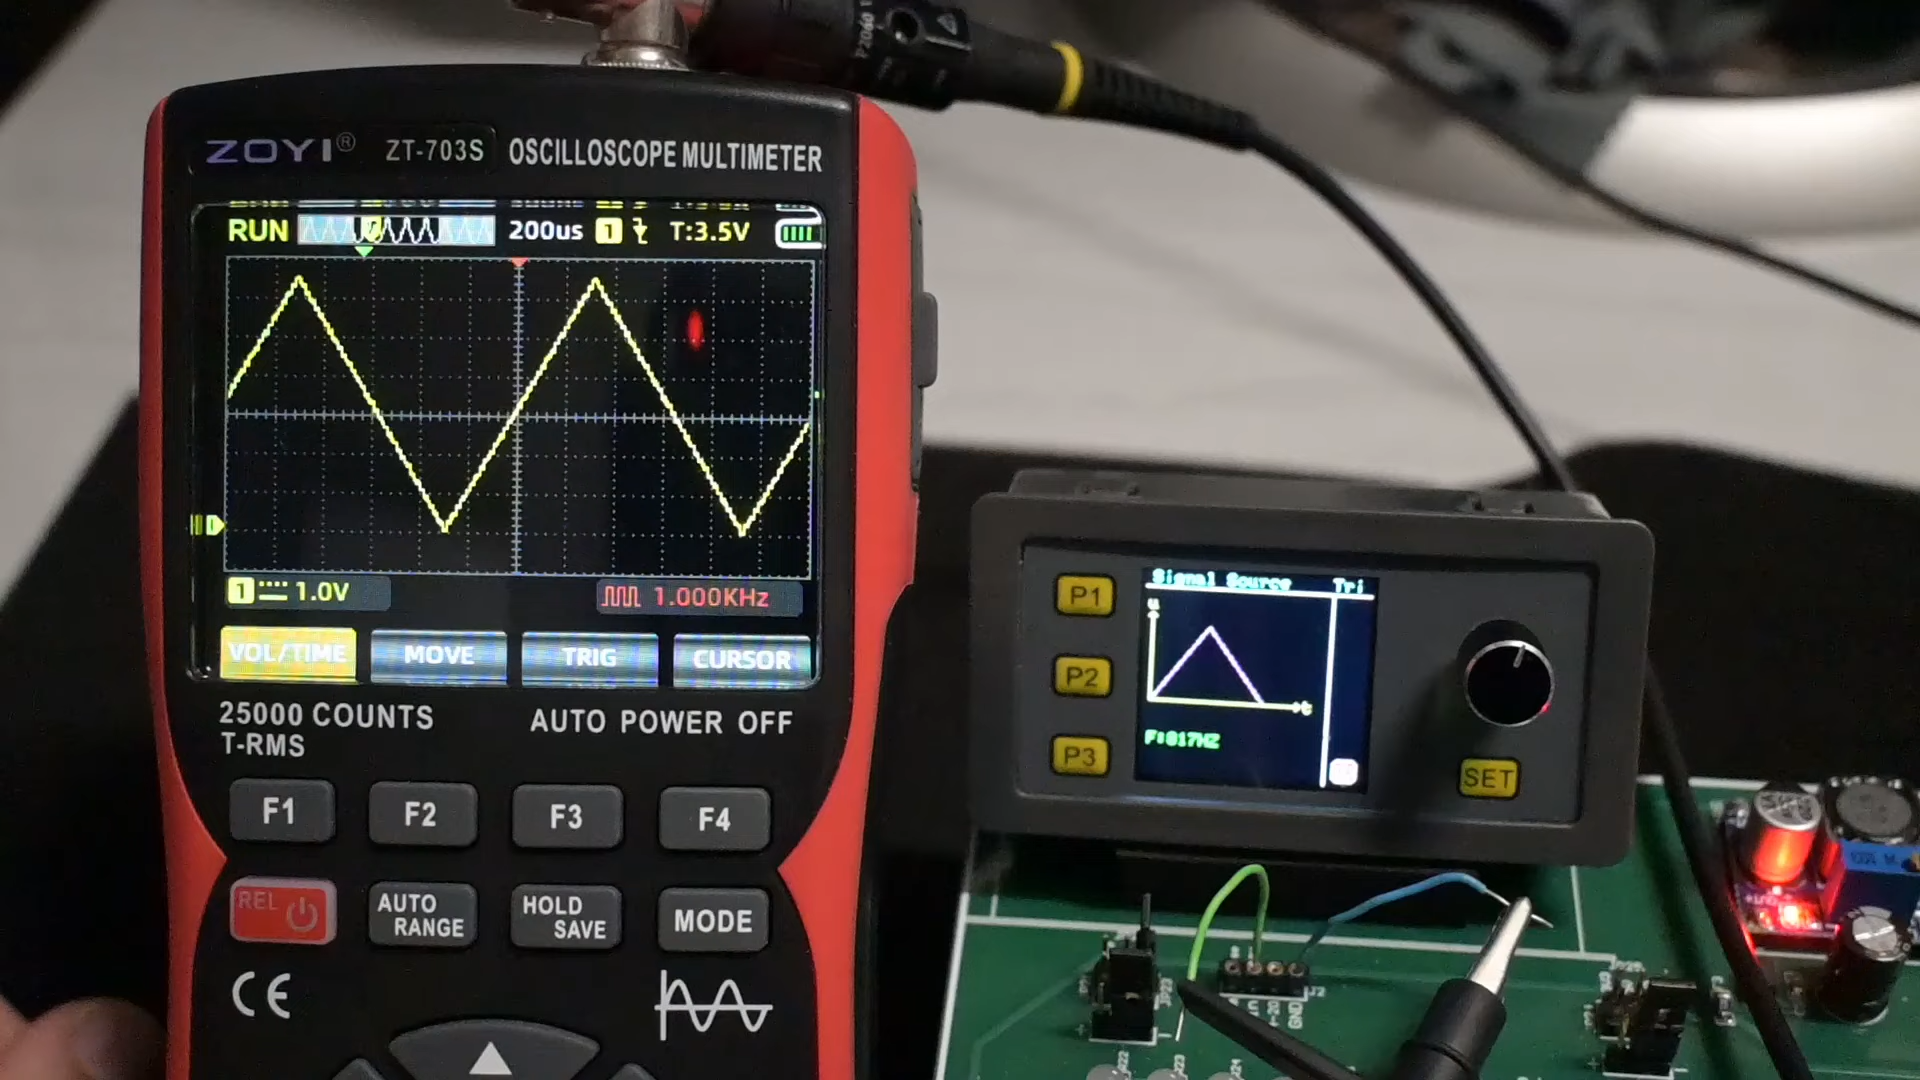 ZOYI® ZT-703S OSCILLOSCOPE MULTIMETER
RUN 200us 1 T:3.5V
1 1.0V 1.000KHz
VOL/TIME MOVE TRIG CURSOR
25000 COUNTS
T-RMS
AUTO POWER OFF
F1 F2 F3 F4
REL
AUTO RANGE
HOLD SAVE
MODE
CE
P1
P2
P3
Signal Source Tri
u
t
F:817HZ
SET
GND